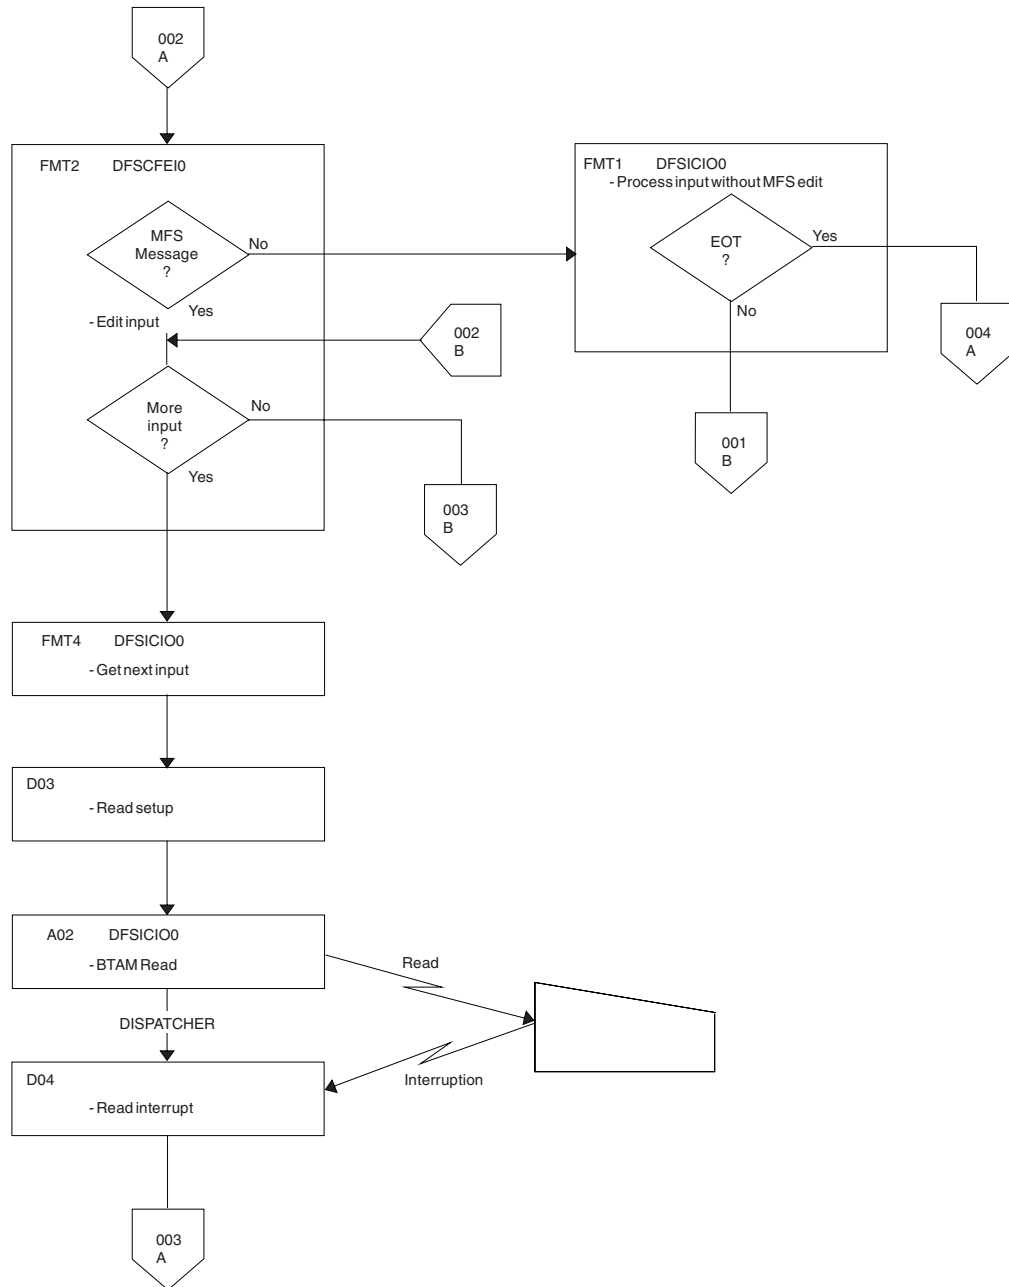 002
A
FMT2 DFSCFEI0
MFS
Message
?
No
Yes
- Edit input
002
B
More
input
?
No
Yes
003
B
FMT1 DFSICIO0
- Process input without MFS edit
EOT
?
Yes
No
004
A
001
B
FMT4 DFSICIO0
- Get next input
D03
- Read setup
A02 DFSICIO0
- BTAM Read
Read
DISPATCHER
Interruption
D04
- Read interrupt
003
A